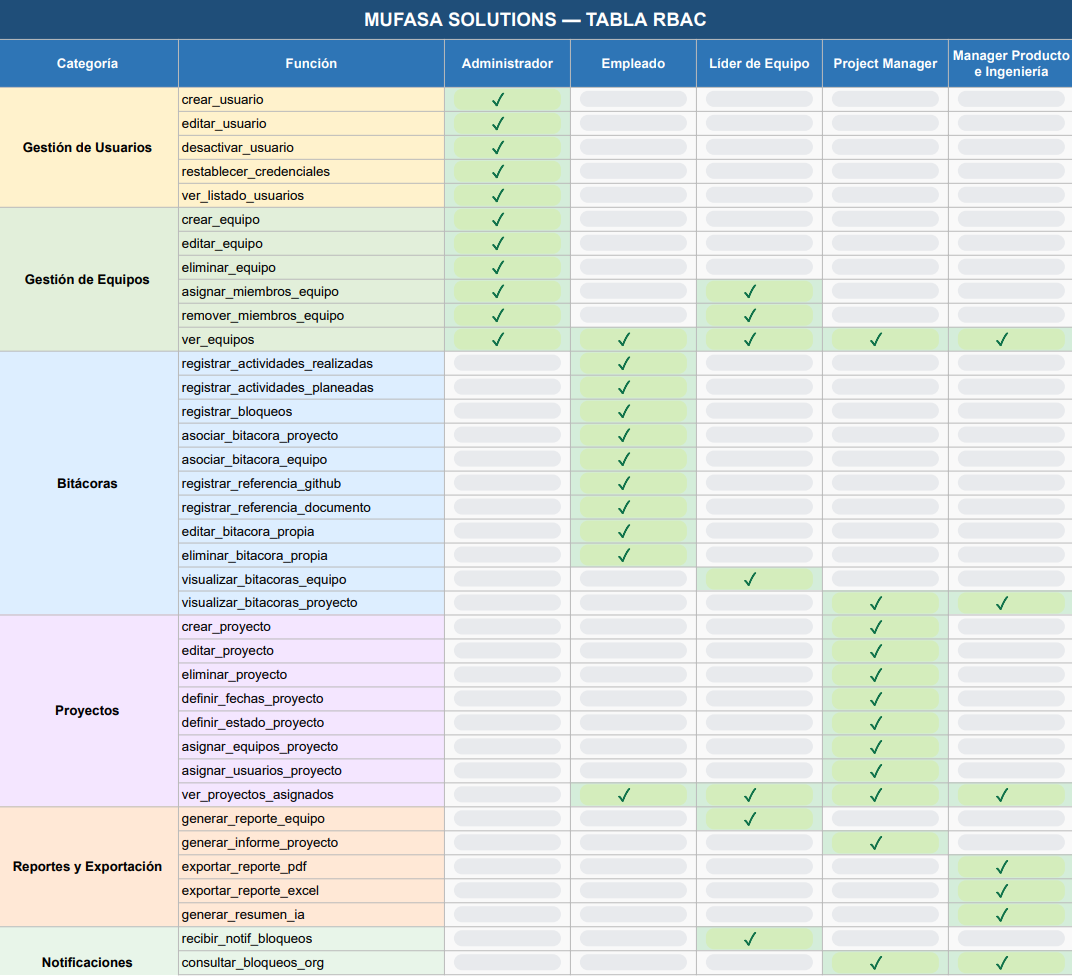 MUFASA SOLUTIONS — TABLA RBAC
Categoría Función Administrador Empleado Líder de Equipo Project Manager Manager Producto e Ingeniería
Gestión de Usuarios
crear_usuario ✓
editar_usuario ✓
desactivar_usuario ✓
restablecer_credenciales ✓
ver_listado_usuarios ✓
Gestión de Equipos
crear_equipo ✓
editar_equipo ✓
eliminar_equipo ✓
asignar_miembros_equipo ✓ ✓
remover_miembros_equipo ✓ ✓
ver_equipos ✓ ✓ ✓ ✓ ✓
Bitácoras
registrar_actividades_realizadas ✓
registrar_actividades_planeadas ✓
registrar_bloqueos ✓
asociar_bitacora_proyecto ✓
asociar_bitacora_equipo ✓
registrar_referencia_github ✓
registrar_referencia_documento ✓
editar_bitacora_propia ✓
eliminar_bitacora_propia ✓
visualizar_bitacoras_equipo ✓
visualizar_bitacoras_proyecto ✓ ✓
Proyectos
crear_proyecto ✓
editar_proyecto ✓
eliminar_proyecto ✓
definir_fechas_proyecto ✓
definir_estado_proyecto ✓
asignar_equipos_proyecto ✓
asignar_usuarios_proyecto ✓
ver_proyectos_asignados ✓ ✓ ✓ ✓
Reportes y Exportación
generar_reporte_equipo ✓
generar_informe_proyecto ✓
exportar_reporte_pdf ✓
exportar_reporte_excel ✓
generar_resumen_ia ✓
Notificaciones
recibir_notif_bloqueos ✓
consultar_bloqueos_org ✓ ✓